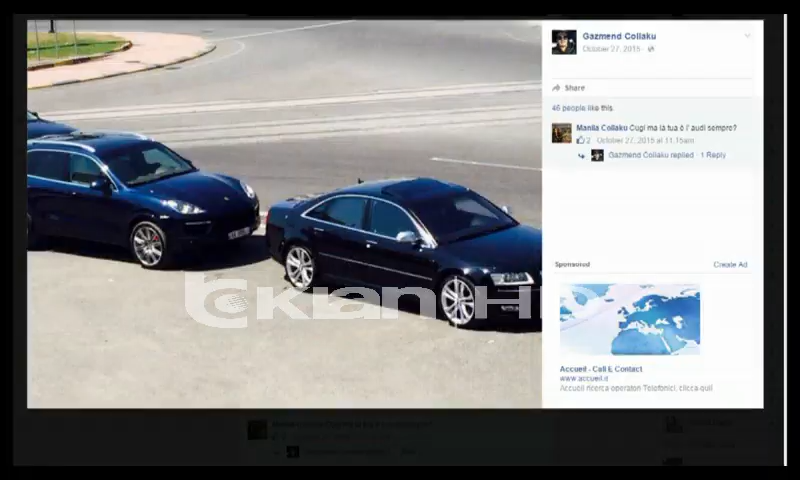 Gazmend Collaku
October 27, 2015
Share
46 people like this.
Manila Collaku Cugi ma la tua è l' audi sempre?
2 · October 27, 2015 at 11:15am
Gazmend Collaku replied · 1 Reply
Sponsored
Create Ad
Accueil - Call E Contact
www.accueil.it
Accueil ricerca operatori Telefonici, clicca qui!